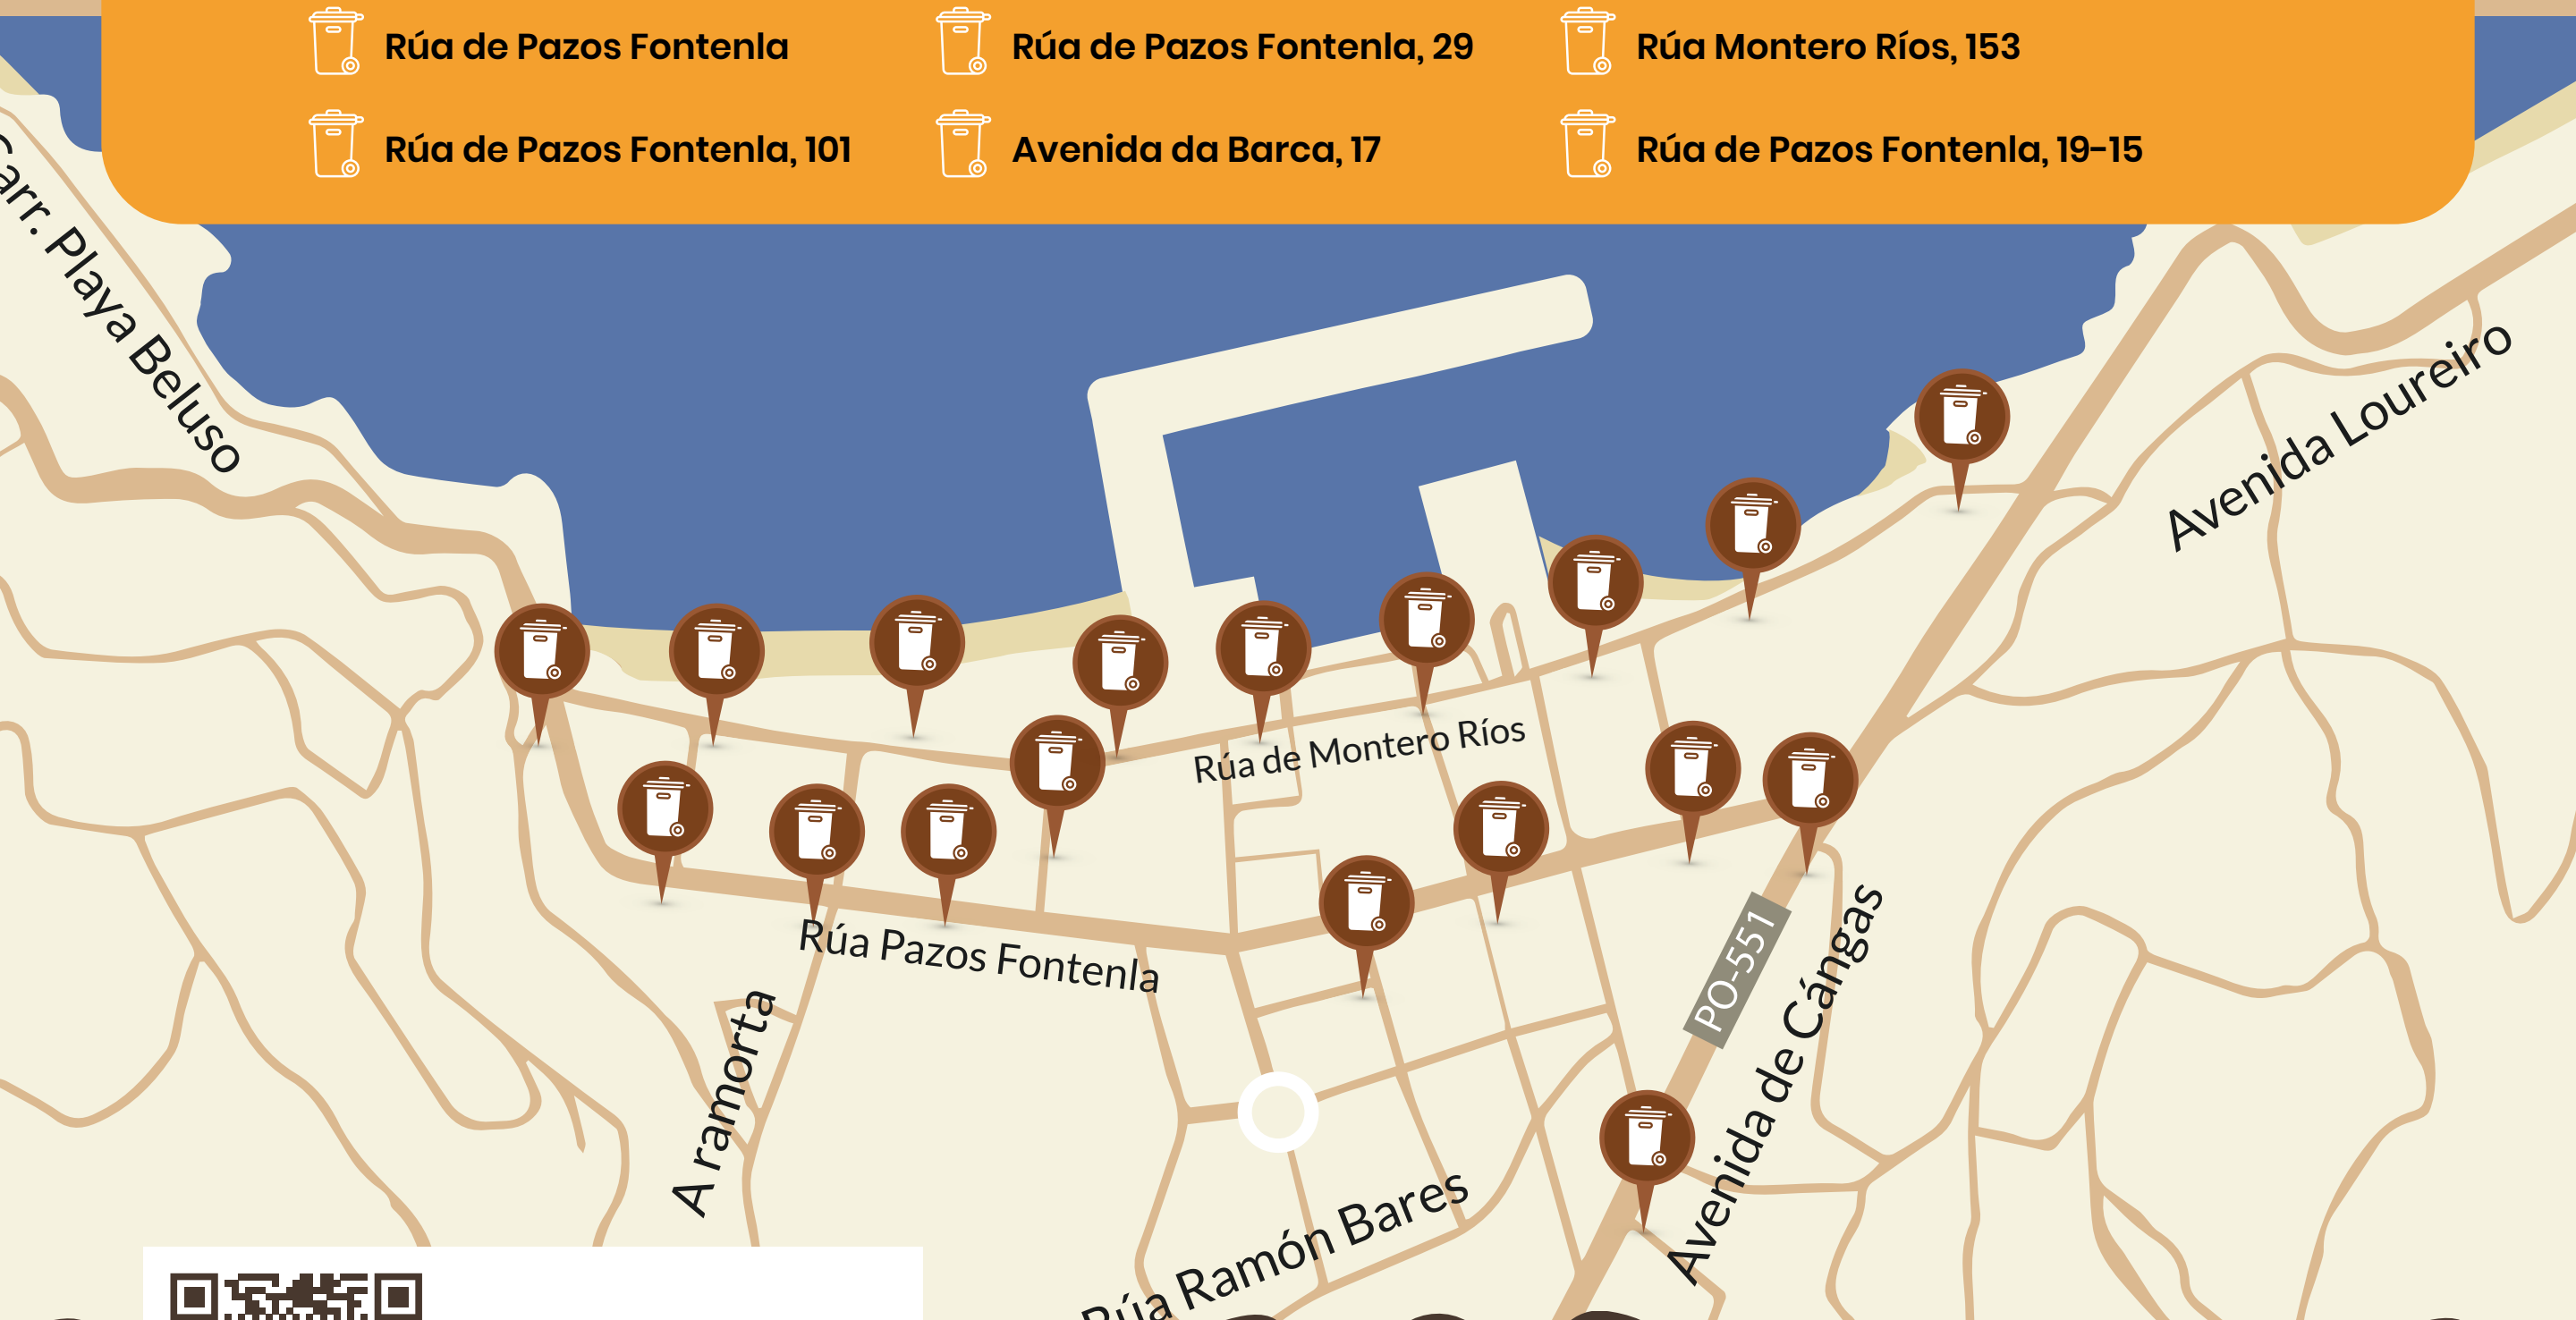 Rúa de Pazos Fontenla
Rúa de Pazos Fontenla, 29
Rúa Montero Ríos, 153
Rúa de Pazos Fontenla, 101
Avenida da Barca, 17
Rúa de Pazos Fontenla, 19-15
Carr. Playa Beluso
Avenida Loureiro
Rúa de Montero Ríos
Rúa Pazos Fontenla
PO-551
Avenida de Cángas
A ramorta
Rúa Ramón Bares